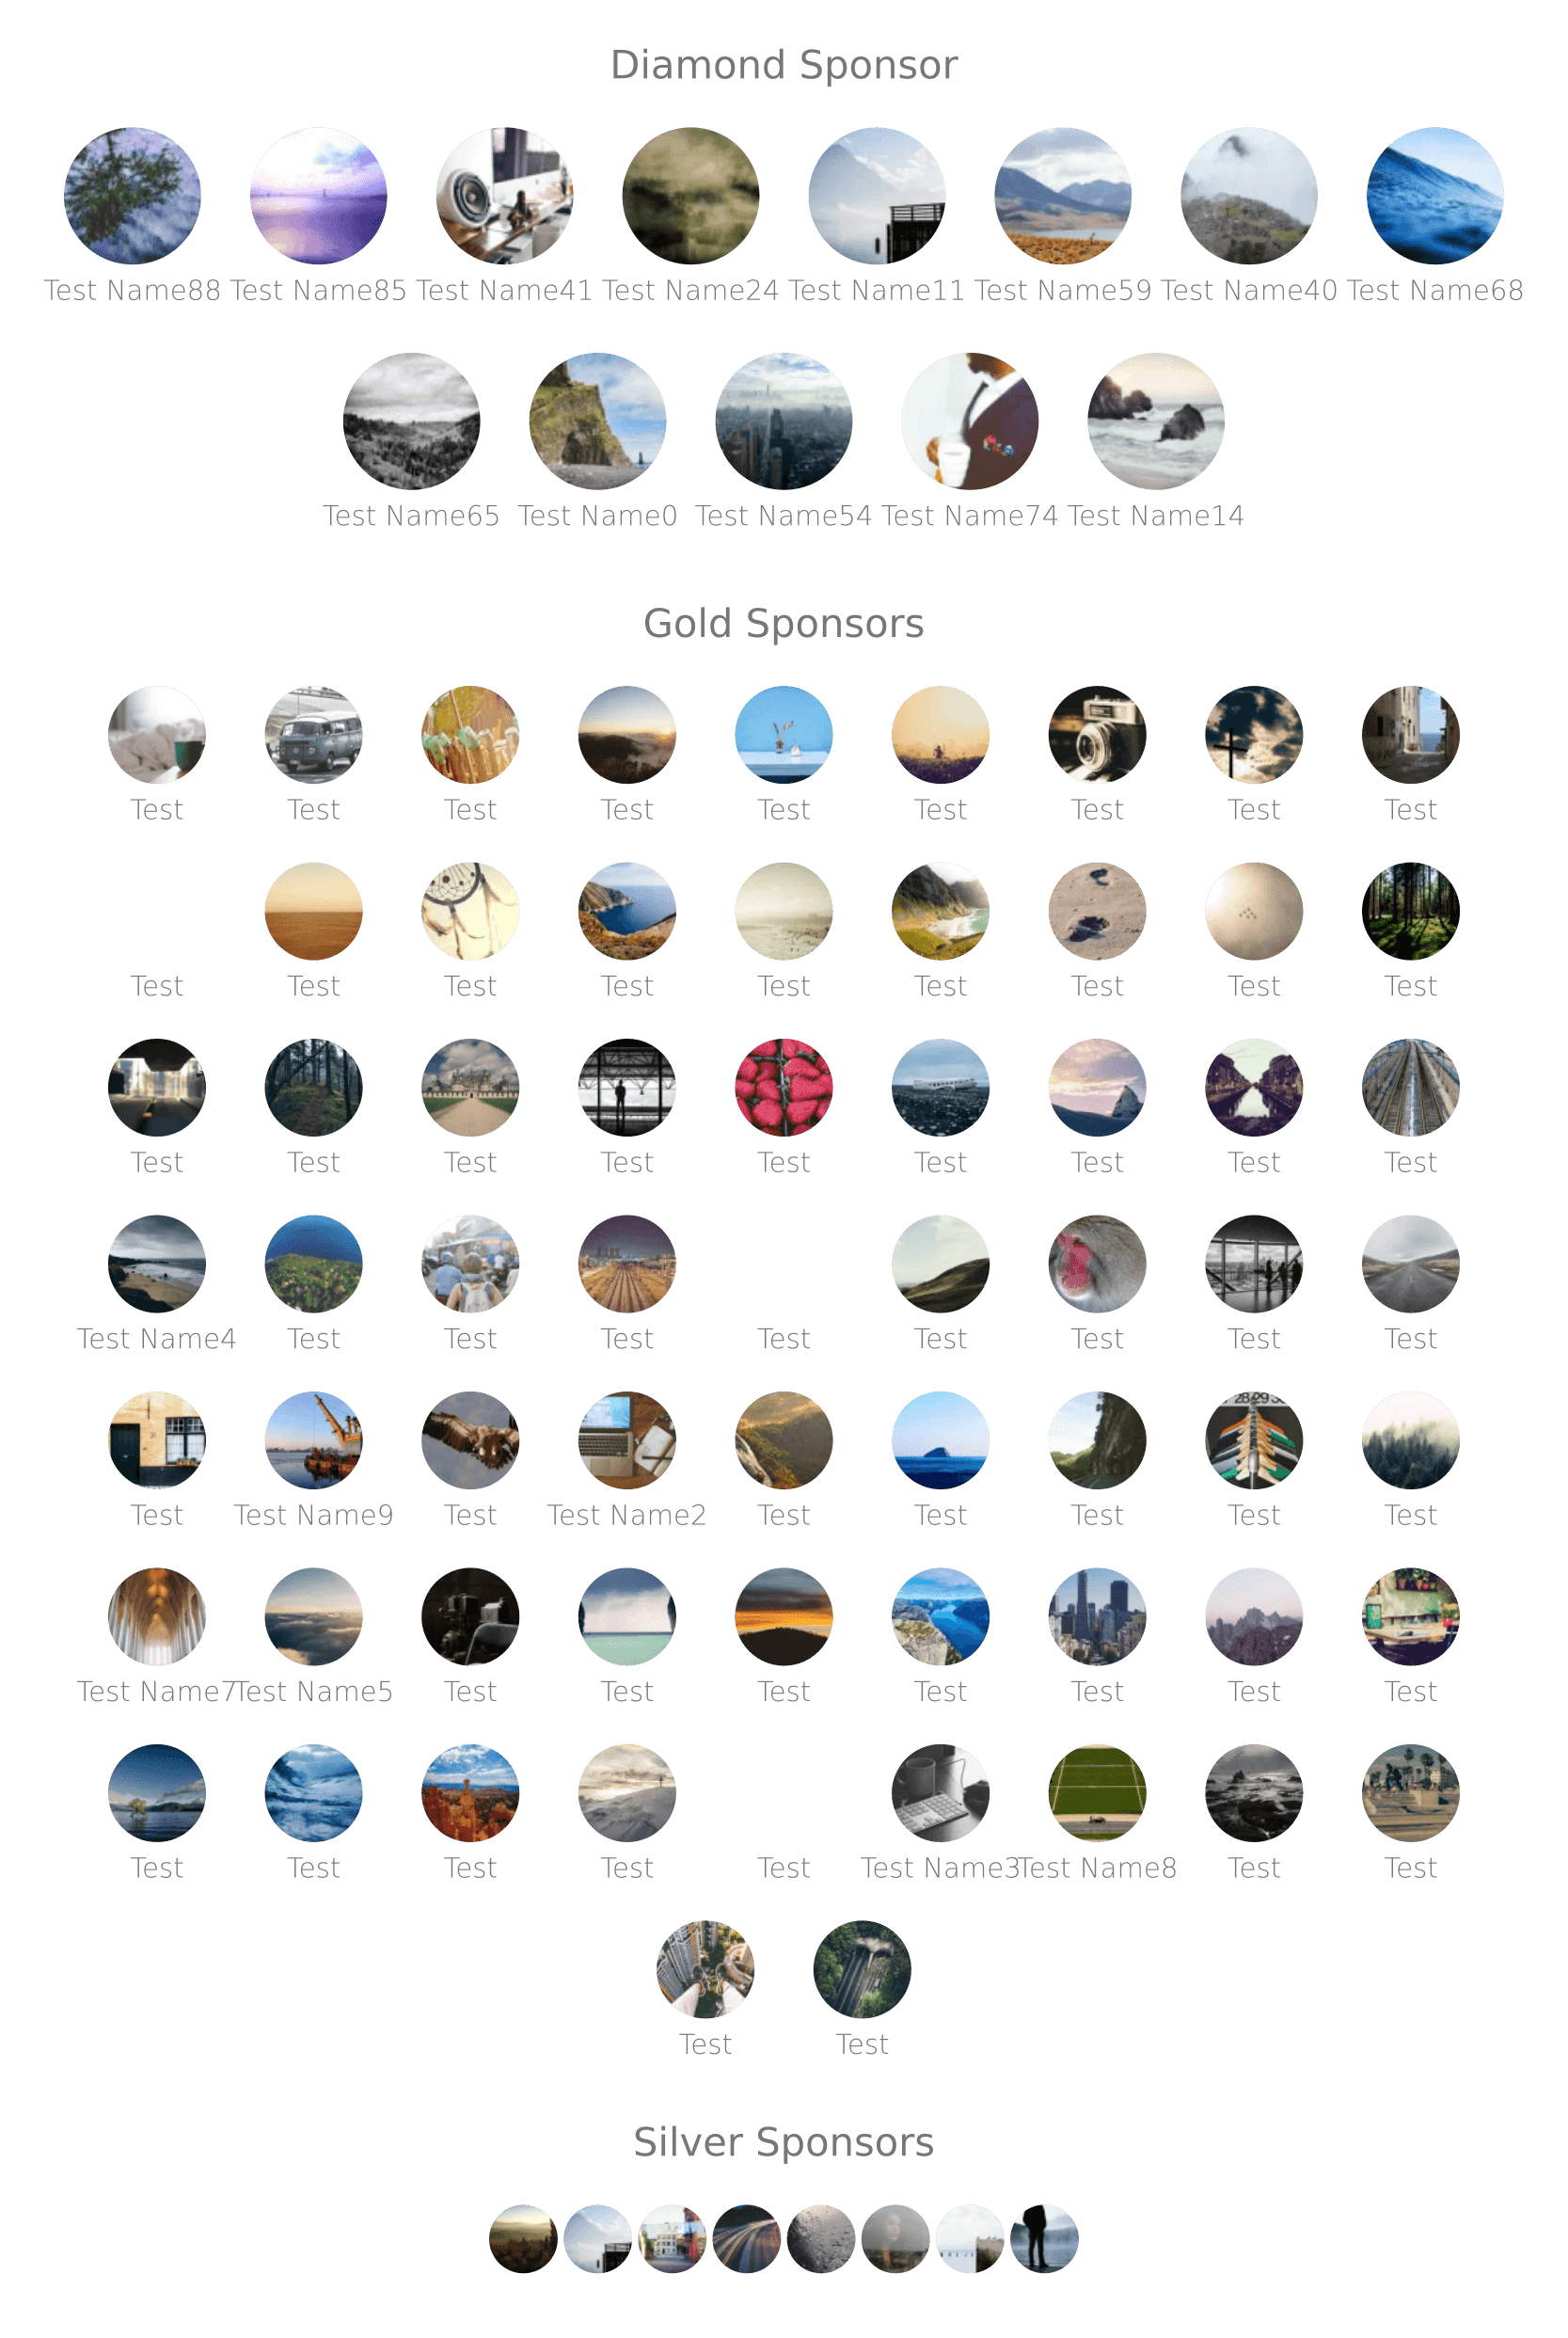 Diamond Sponsor
Test Name88 Test Name85 Test Name41 Test Name24 Test Name11 Test Name59 Test Name40 Test Name68
Test Name65 Test Name0 Test Name54 Test Name74 Test Name14
Gold Sponsors
Test Test Test Test Test Test Test Test Test
Test Test Test Test Test Test Test Test Test
Test Test Test Test Test Test Test Test Test
Test Name4 Test Test Test Test Test Test Test Test
28 29 3
Test Test Name9 Test Test Name2 Test Test Test Test Test
Test Name7 Test Name5 Test Test Test Test Test Test Test
Test Test Test Test Test Test Name3 Test Name8 Test Test
Test Test
Silver Sponsors